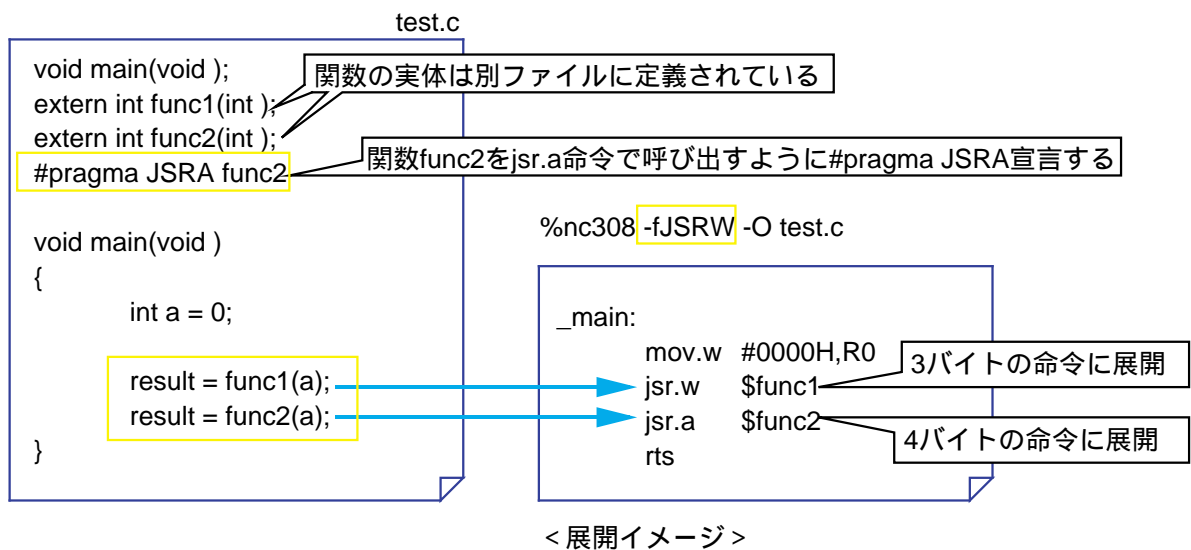 test.c
void main(void );
関数の実体は別ファイルに定義されている
extern int func1(int );
extern int func2(int );
関数func2をjsr.a命令で呼び出すように#pragma JSRA宣言する
#pragma JSRA func2
void main(void )
{
int a = 0;
result = func1(a);
result = func2(a);
}
%nc308 -fJSRW -O test.c
_main:
mov.w #0000H,R0
3バイトの命令に展開
jsr.w $func1
jsr.a $func2
4バイトの命令に展開
rts
<展開イメージ>